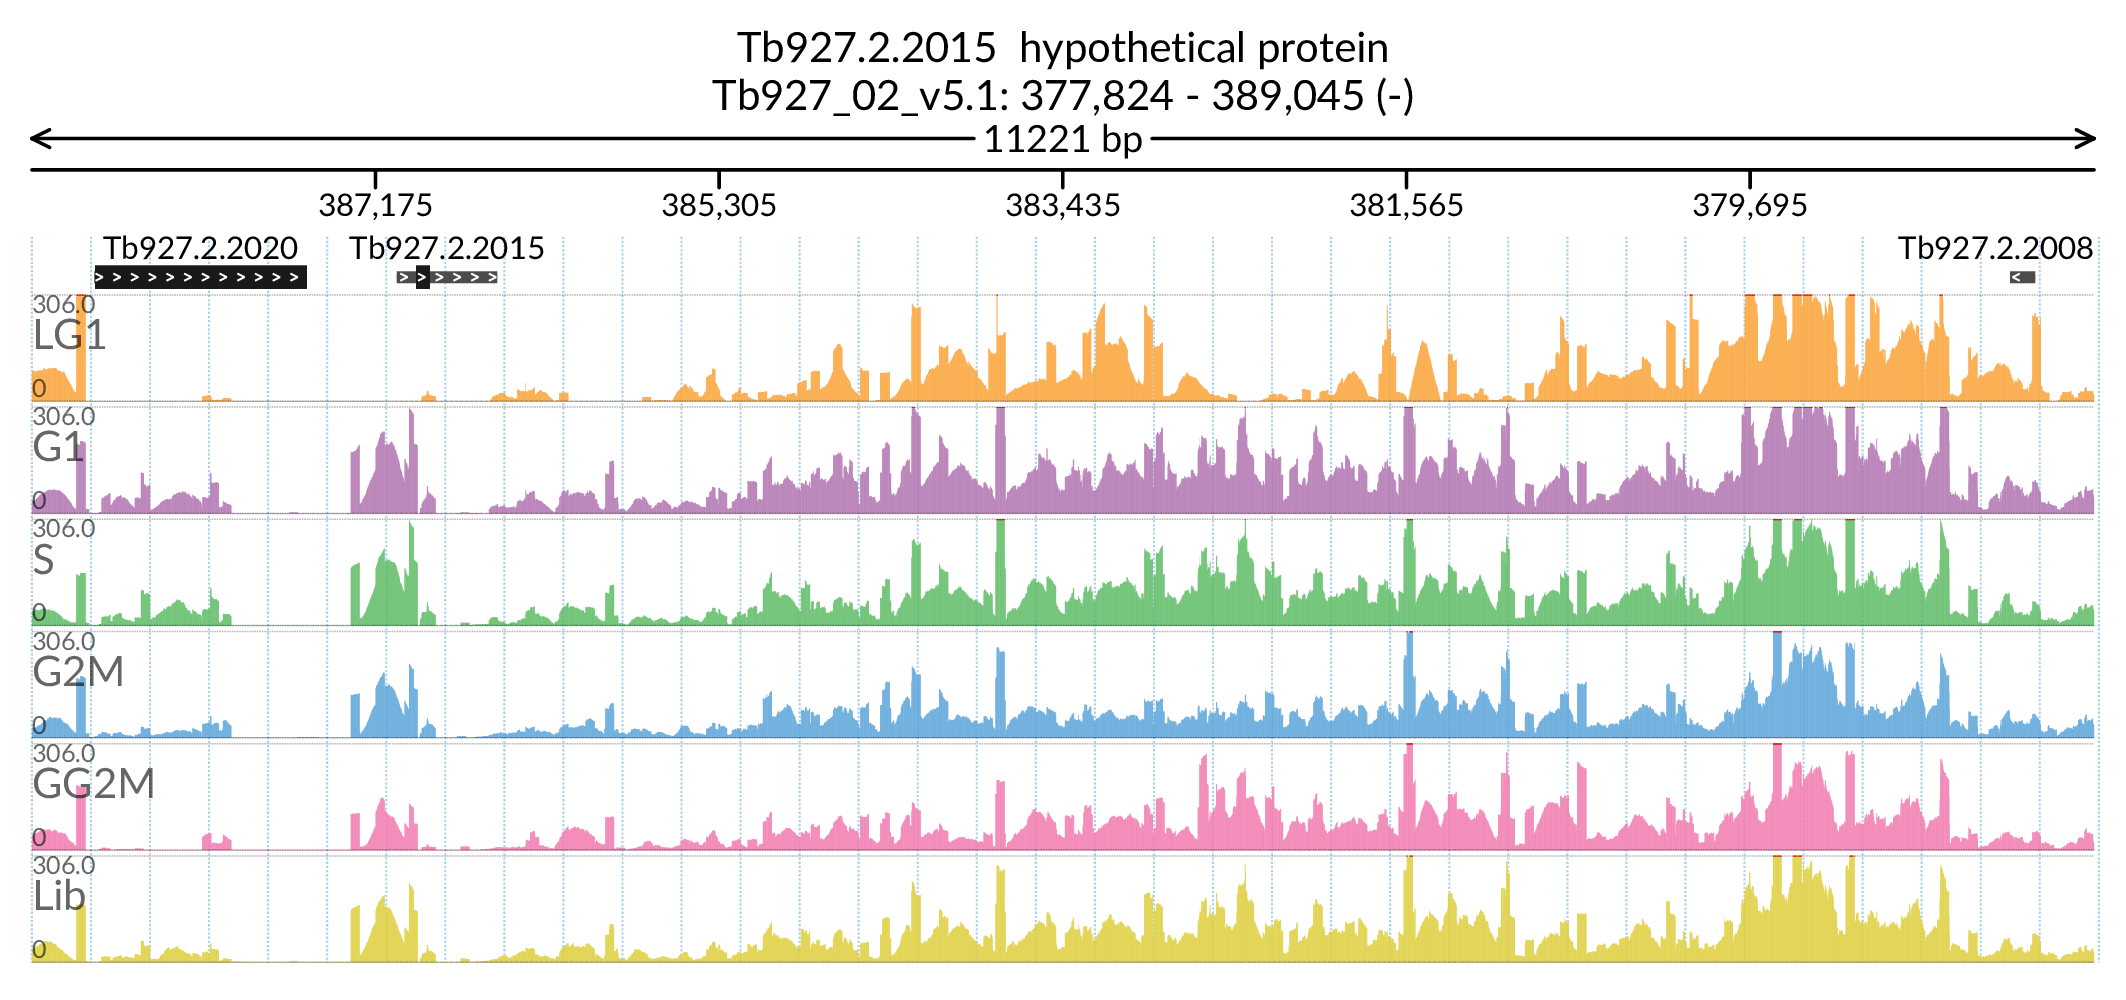 Tb927.2.2015  hypothetical protein
Tb927_02_v5.1: 377,824 - 389,045 (-)
11221 bp
387,175 385,305 383,435 381,565 379,695
Tb927.2.2020 Tb927.2.2015 Tb927.2.2008
306.0
LG1
0
306.0
G1
0
306.0
S
0
306.0
G2M
0
306.0
GG2M
0
306.0
Lib
0